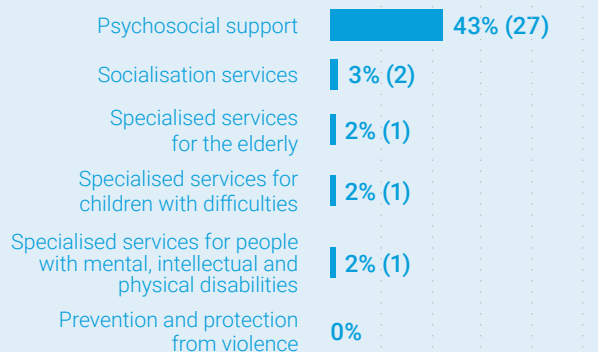 Psychosocial support 43% (27)
Socialisation services 3% (2)
Specialised services
for the elderly 2% (1)
Specialised services for
children with difficulties 2% (1)
Specialised services for people
with mental, intellectual and
physical disabilities 2% (1)
Prevention and protection
from violence 0%